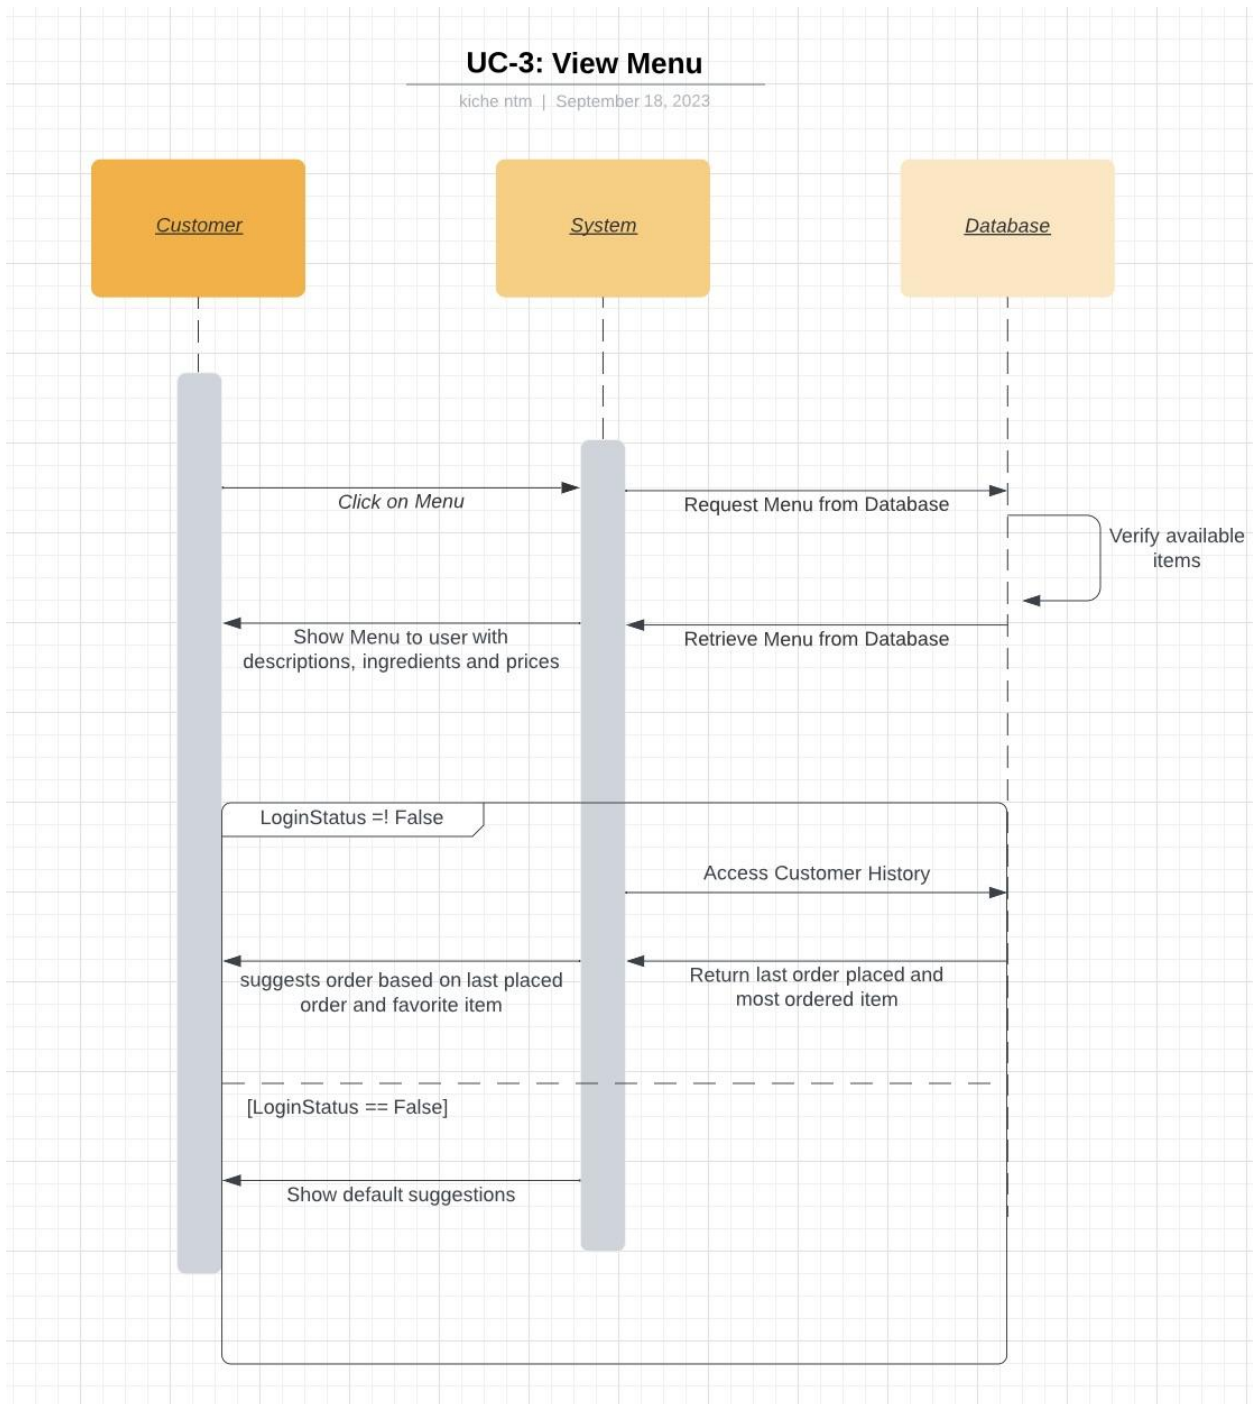 UC-3: View Menu
kiche ntm | September 18, 2023
Customer
System
Database
Click on Menu
Request Menu from Database
Verify available
items
Show Menu to user with
descriptions, ingredients and prices
Retrieve Menu from Database
LoginStatus =! False
Access Customer History
suggests order based on last placed
order and favorite item
Return last order placed and
most ordered item
[LoginStatus == False]
Show default suggestions